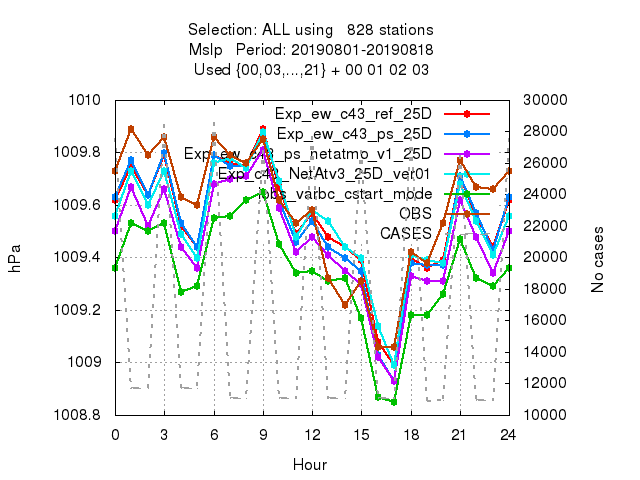 Selection: ALL using 828 stations
Mslp Period: 20190801-20190818
Used {00,03,...,21} + 00 01 02 03
1010
1009.8
1009.6
1009.4
1009.2
1009
1008.8
hPa
30000
28000
26000
24000
22000
20000
18000
16000
14000
12000
10000
No cases
Exp_ew_c43_ref_25D
Exp_ew_c43_ps_25D
Exp_ew_c43_ps_netatmo_v1_25D
Exp_c43_NetAtv3_25D_ver01
obs_varbc_cstart_mode
OBS
CASES
0 3 6 9 12 15 18 21 24
Hour